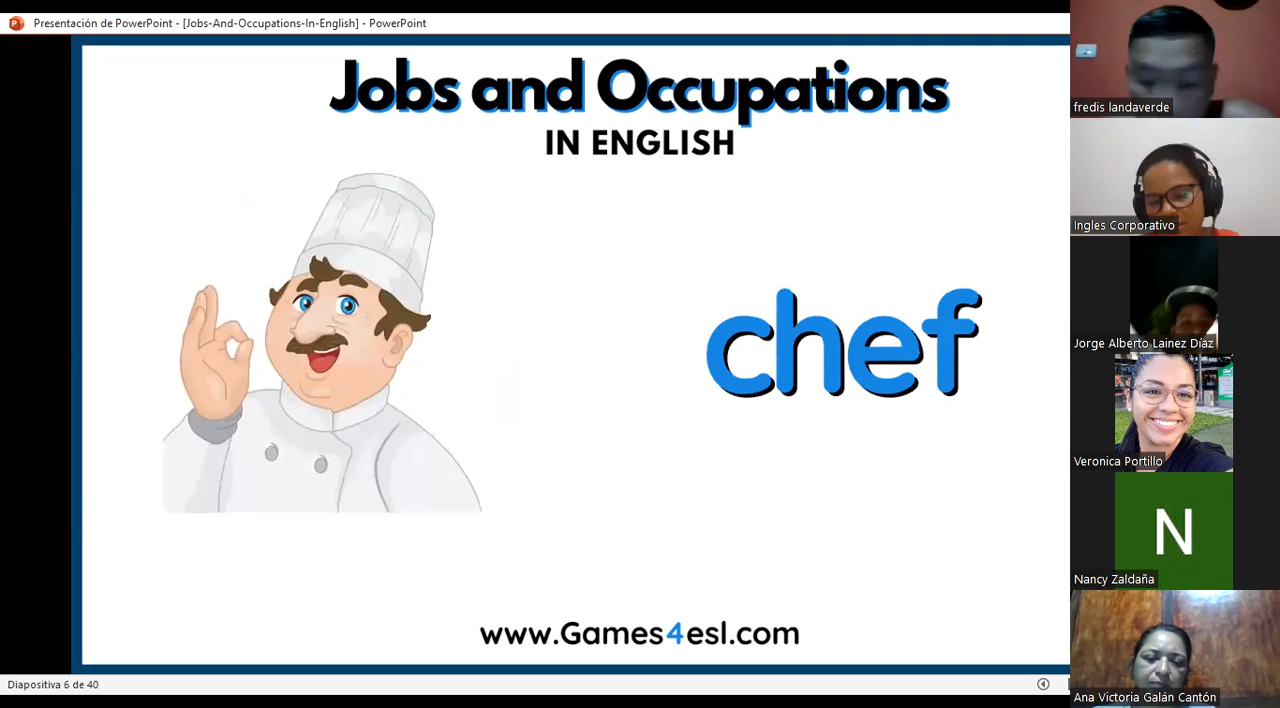 Presentación de PowerPoint - [Jobs-And-Occupations-In-English] - PowerPoint
Jobs and Occupations
IN ENGLISH
chef
www.Games4esl.com
Diapositiva 6 de 40
fredis landaverde
Ingles Corporativo
Jorge Alberto Lainez Díaz
Veronica Portillo
N
Nancy Zaldaña
Ana Victoria Galán Cantón